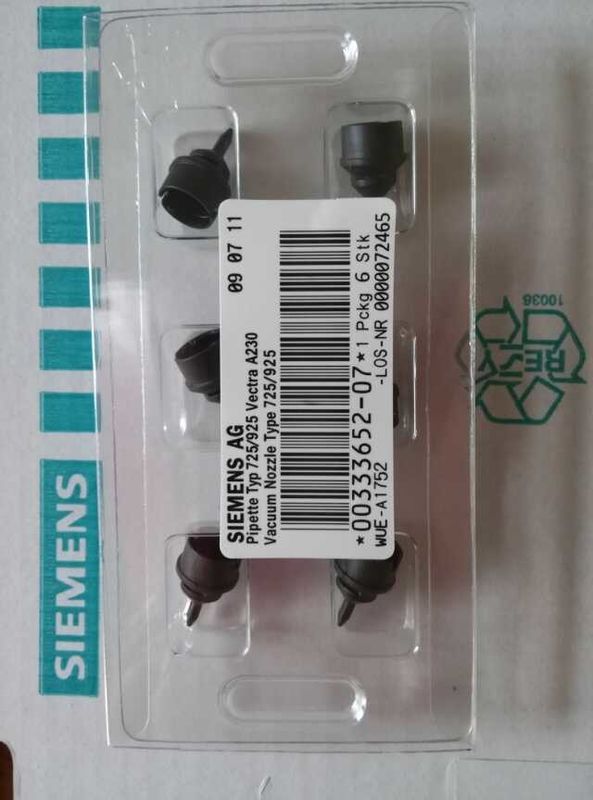 SIEMENS
SIEMENS AG
Pipette Typ 725/925 Vectra A230
Vacuum Nozzle Type 725/925
09 07 11
*00333652-07*1 Pckg 6 Stk
WUE-A1752
-LOS-NR 0000072465
RESY
10036